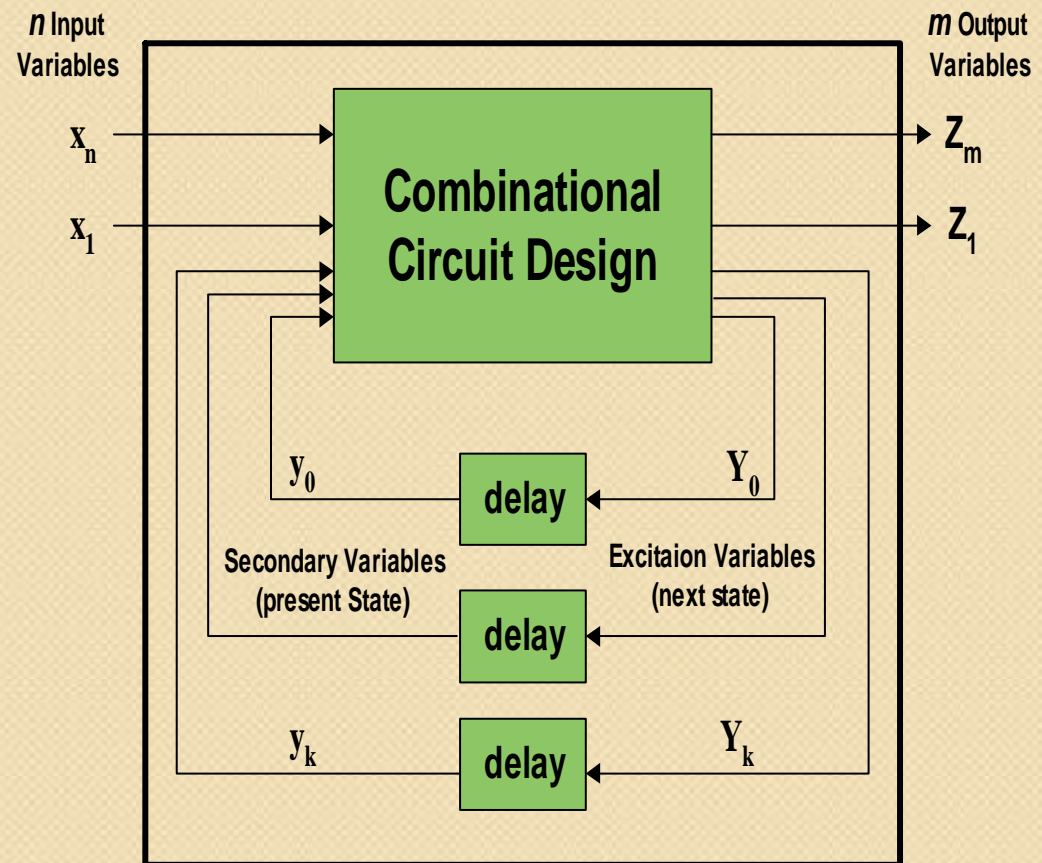 n Input
Variables
m Output
Variables
xn
x1
Combinational
Circuit Design
Zm
Z1
y0
delay
Y0
Secondary Variables
(present State)
Excitaion Variables
(next state)
delay
yk
delay
Yk